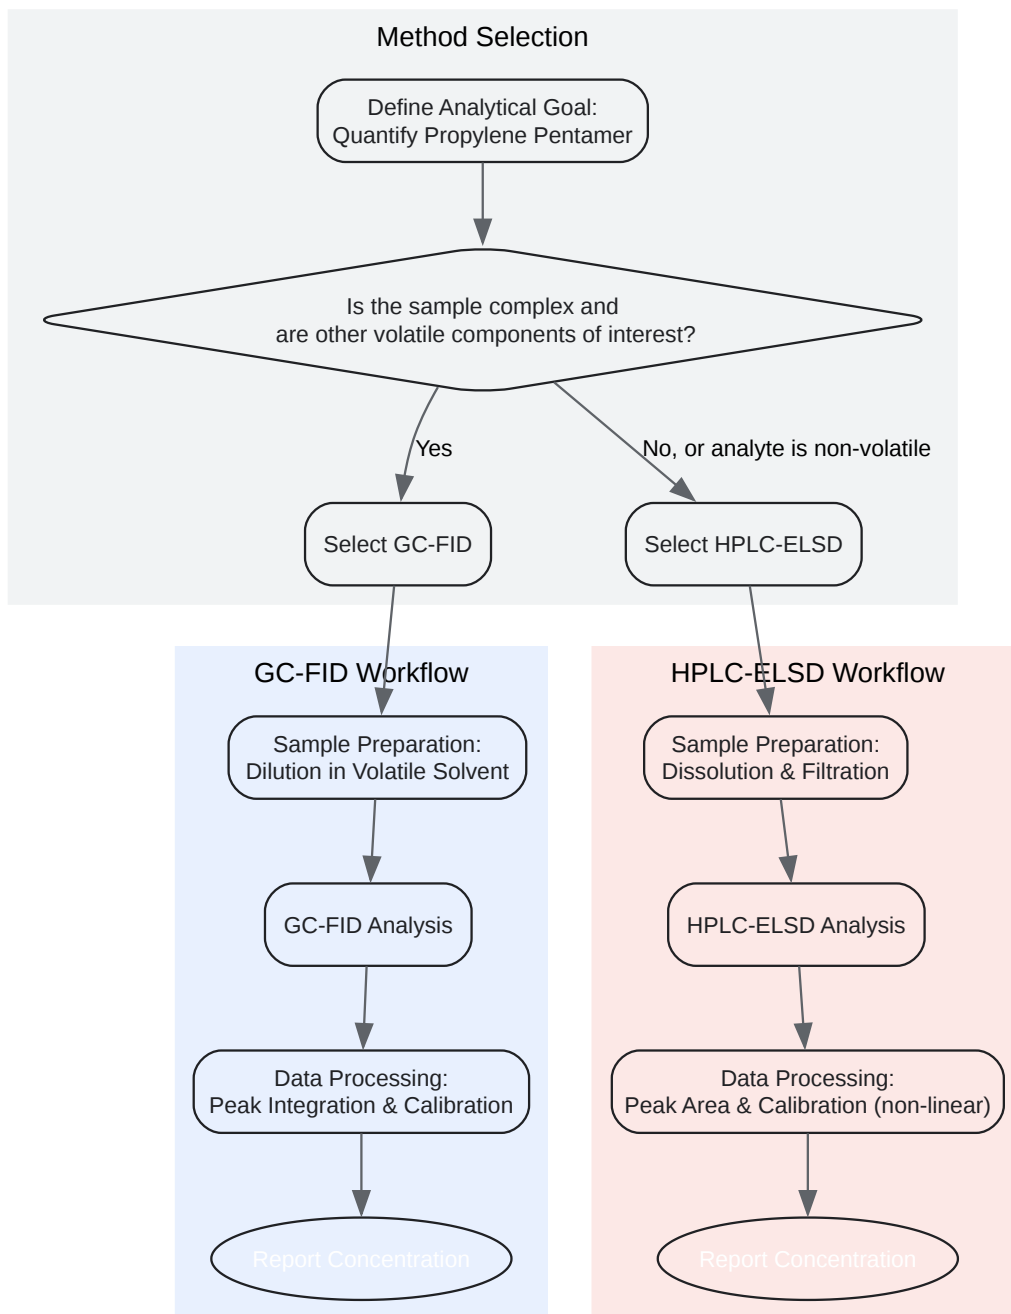 Method Selection
Define Analytical Goal:
Quantify Propylene Pentamer
Is the sample complex and
are other volatile components of interest?
Yes
No, or analyte is non-volatile
Select GC-FID
Select HPLC-ELSD
GC-FID Workflow
Sample Preparation:
Dilution in Volatile Solvent
GC-FID Analysis
Data Processing:
Peak Integration & Calibration
Report Concentration
HPLC-ELSD Workflow
Sample Preparation:
Dissolution & Filtration
HPLC-ELSD Analysis
Data Processing:
Peak Area & Calibration (non-linear)
Report Concentration